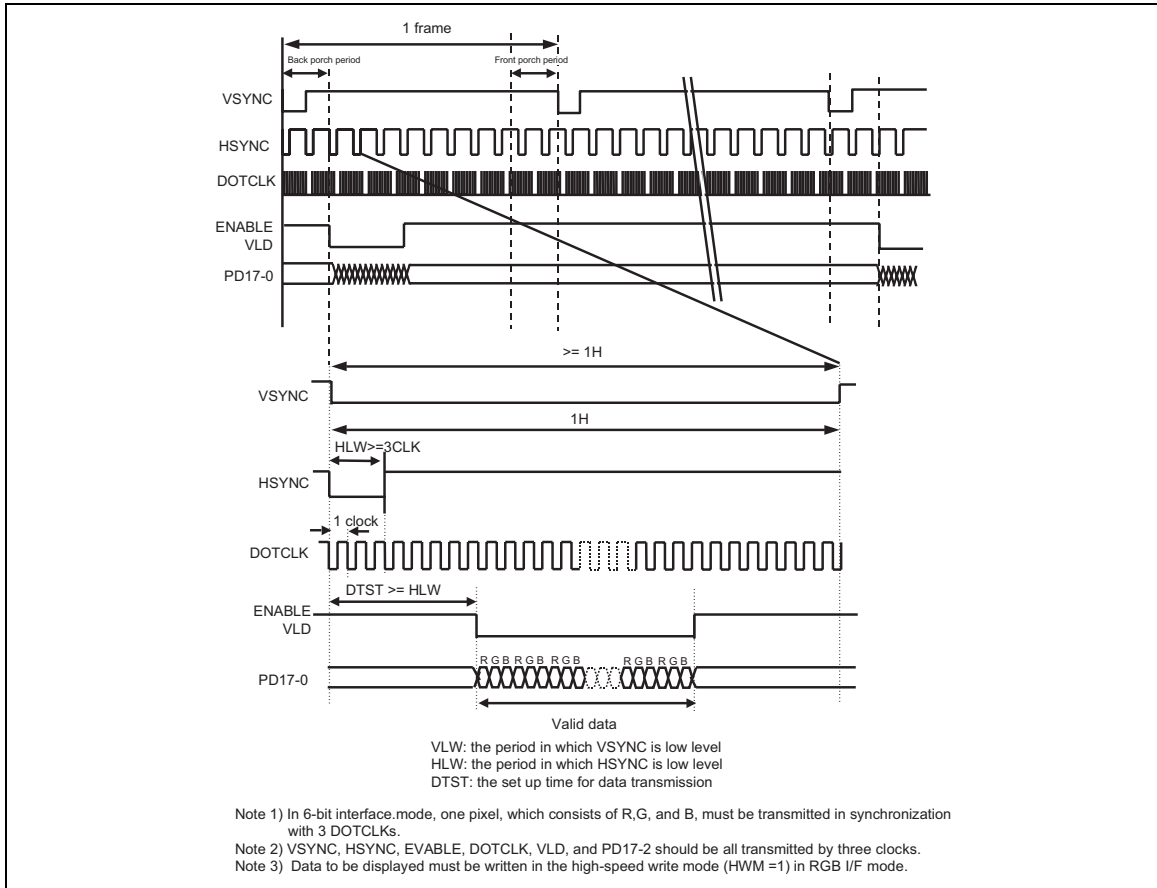 1 frame
Back porch period
Front porch period
VSYNC
HSYNC
DOTCLK
ENABLE
VLD
PD17-0
>= 1H
VSYNC
1H
HLW>=3CLK
HSYNC
1 clock
DOTCLK
DTST >= HLW
ENABLE
VLD
R G B R G B R G B R G B R G B
PD17-0
Valid data
VLW: the period in which VSYNC is low level
HLW: the period in which HSYNC is low level
DTST: the set up time for data transmission
Note 1) In 6-bit interface.mode, one pixel, which consists of R,G, and B, must be transmitted in synchronization
with 3 DOTCLKs.
Note 2) VSYNC, HSYNC, EVABLE, DOTCLK, VLD, and PD17-2 should be all transmitted by three clocks.
Note 3) Data to be displayed must be written in the high-speed write mode (HWM =1) in RGB I/F mode.